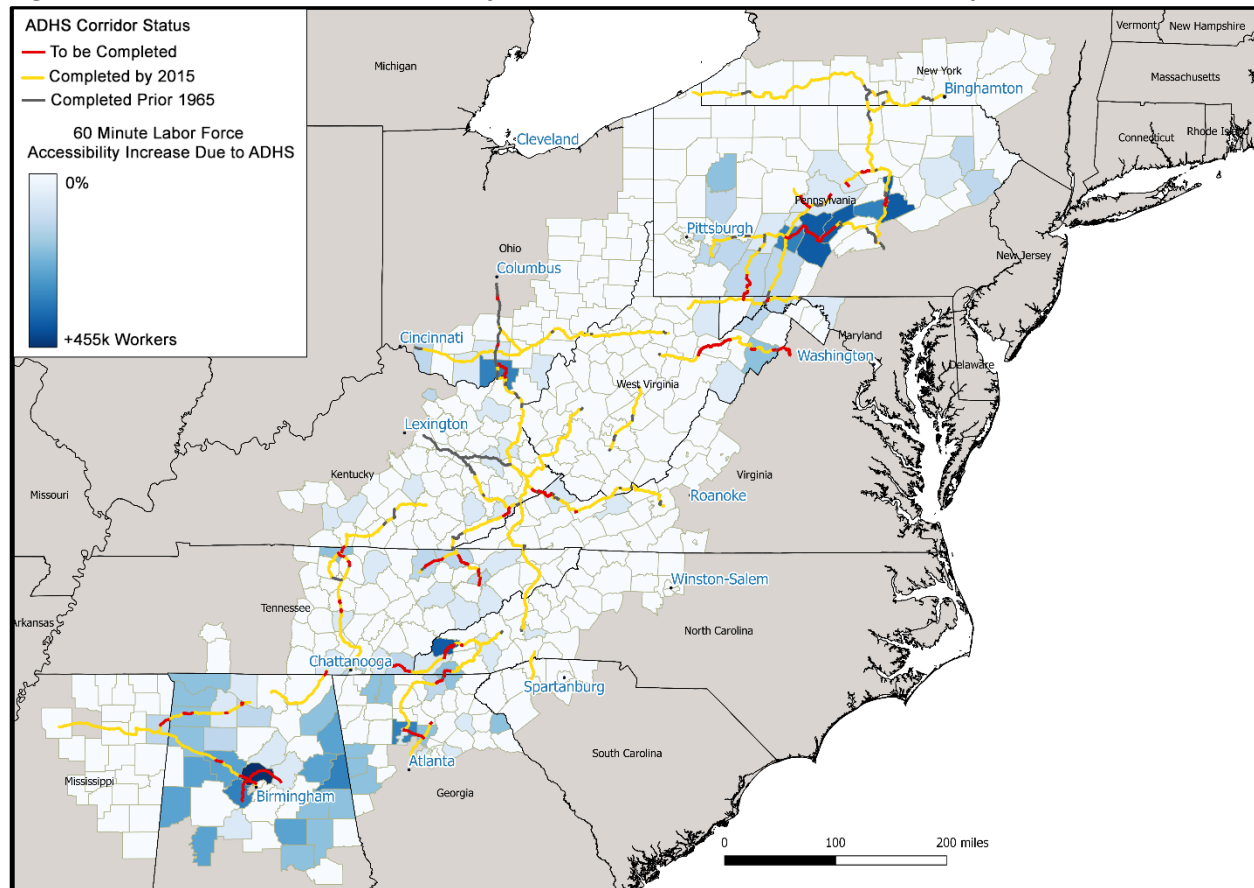 ADHS Corridor Status
To be Completed
Completed by 2015
Completed Prior 1965
60 Minute Labor Force
Accessibility Increase Due to ADHS
0%
+455k Workers
Michigan
Vermont
New Hampshire
New York
Massachusetts
Binghamton
Connecticut
Rhode Island
Cleveland
Pennsylvania
Pittsburgh
Ohio
New Jersey
Columbus
Maryland
Cincinnati
Washington
Delaware
West Virginia
Lexington
Kentucky
Virginia
Missouri
Roanoke
Winston-Salem
Tennessee
Arkansas
North Carolina
Chattanooga
Spartanburg
South Carolina
Atlanta
Mississippi
Birmingham
Georgia
0
100
200 miles